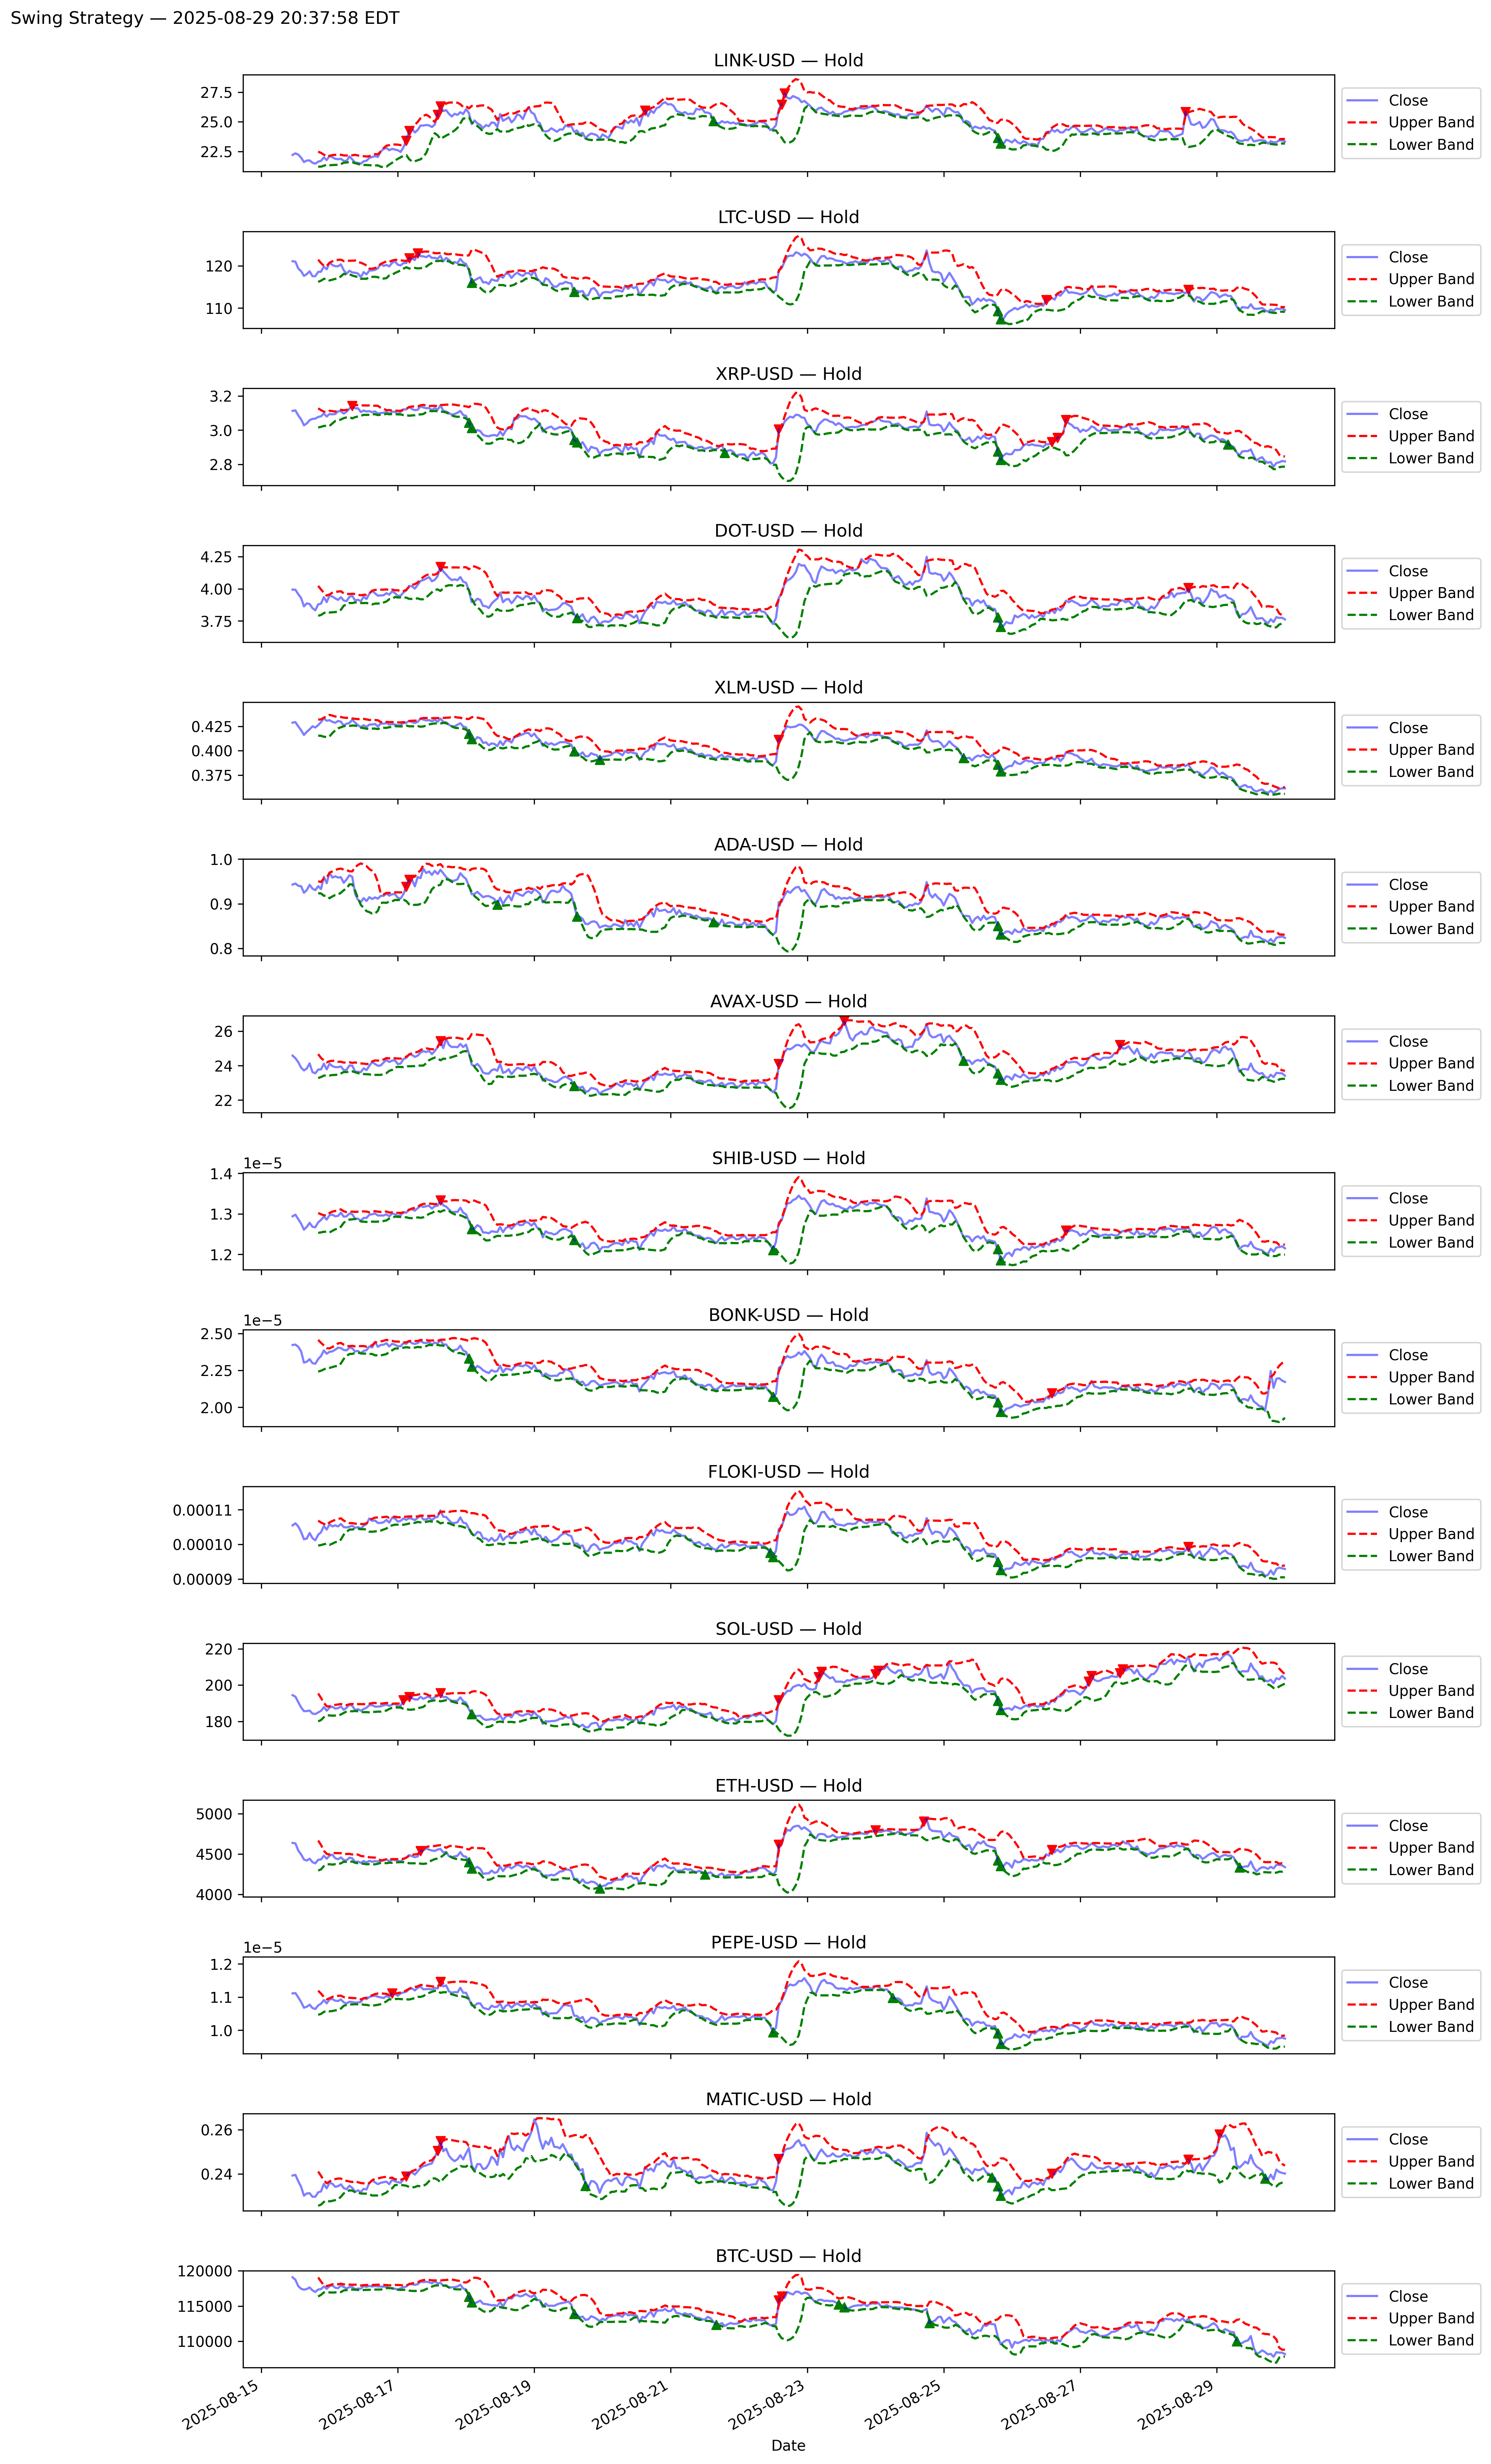 Swing Strategy — 2025-08-29 20:37:58 EDT
LINK-USD — Hold
27.5
25.0
22.5
Close
Upper Band
Lower Band
LTC-USD — Hold
120
110
Close
Upper Band
Lower Band
XRP-USD — Hold
3.2
3.0
2.8
Close
Upper Band
Lower Band
DOT-USD — Hold
4.25
4.00
3.75
Close
Upper Band
Lower Band
XLM-USD — Hold
0.425
0.400
0.375
Close
Upper Band
Lower Band
ADA-USD — Hold
1.0
0.9
0.8
Close
Upper Band
Lower Band
AVAX-USD — Hold
26
24
22
Close
Upper Band
Lower Band
SHIB-USD — Hold
1e−5
1.4
1.3
1.2
Close
Upper Band
Lower Band
BONK-USD — Hold
1e−5
2.50
2.25
2.00
Close
Upper Band
Lower Band
FLOKI-USD — Hold
0.00011
0.00010
0.00009
Close
Upper Band
Lower Band
SOL-USD — Hold
220
200
180
Close
Upper Band
Lower Band
ETH-USD — Hold
5000
4500
4000
Close
Upper Band
Lower Band
PEPE-USD — Hold
1e−5
1.2
1.1
1.0
Close
Upper Band
Lower Band
MATIC-USD — Hold
0.26
0.24
Close
Upper Band
Lower Band
BTC-USD — Hold
120000
115000
110000
Close
Upper Band
Lower Band
2025-08-15
2025-08-17
2025-08-19
2025-08-21
2025-08-23
2025-08-25
2025-08-27
2025-08-29
Date